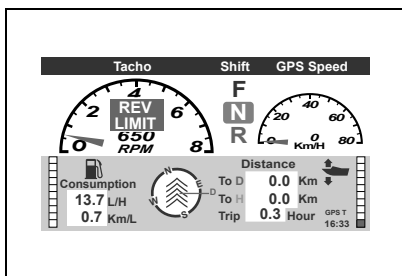 Tacho Shift GPS Speed
0 2 4 6 8
REV
LIMIT
650
RPM
F
N
R
0 20 40 60 80
0
Km/H
Consumption
13.7 L/H
0.7 Km/L
N
E
S
W
D
Distance
To D 0.0 Km
To H 0.0 Km
Trip 0.3 Hour
GPS T
16:33